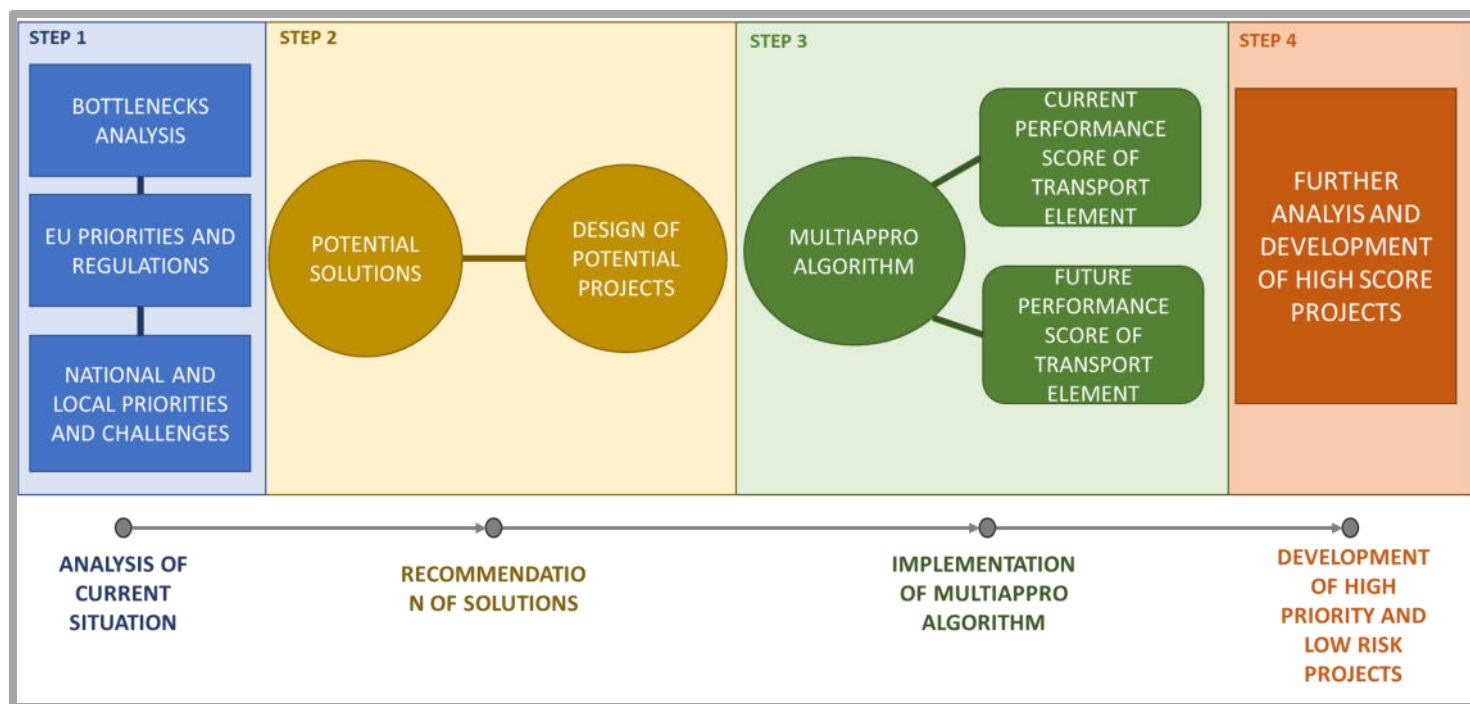 STEP 1
BOTTLENECKS
ANALYSIS
EU PRIORITIES AND
REGULATIONS
NATIONAL AND
LOCAL PRIORITIES
AND CHALLENGES
STEP 2
POTENTIAL
SOLUTIONS
DESIGN OF
POTENTIAL
PROJECTS
STEP 3
MULTIAPPRO
ALGORITHM
CURRENT
PERFORMANCE
SCORE OF
TRANSPORT
ELEMENT
FUTURE
PERFORMANCE
SCORE OF
TRANSPORT
ELEMENT
STEP 4
FURTHER
ANALYIS AND
DEVELOPMENT
OF HIGH SCORE
PROJECTS
ANALYSIS OF
CURRENT
SITUATION
RECOMMENDATIO
N OF SOLUTIONS
IMPLEMENTATION
OF MULTIAPPRO
ALGORITHM
DEVELOPMENT
OF HIGH
PRIORITY AND
LOW RISK
PROJECTS